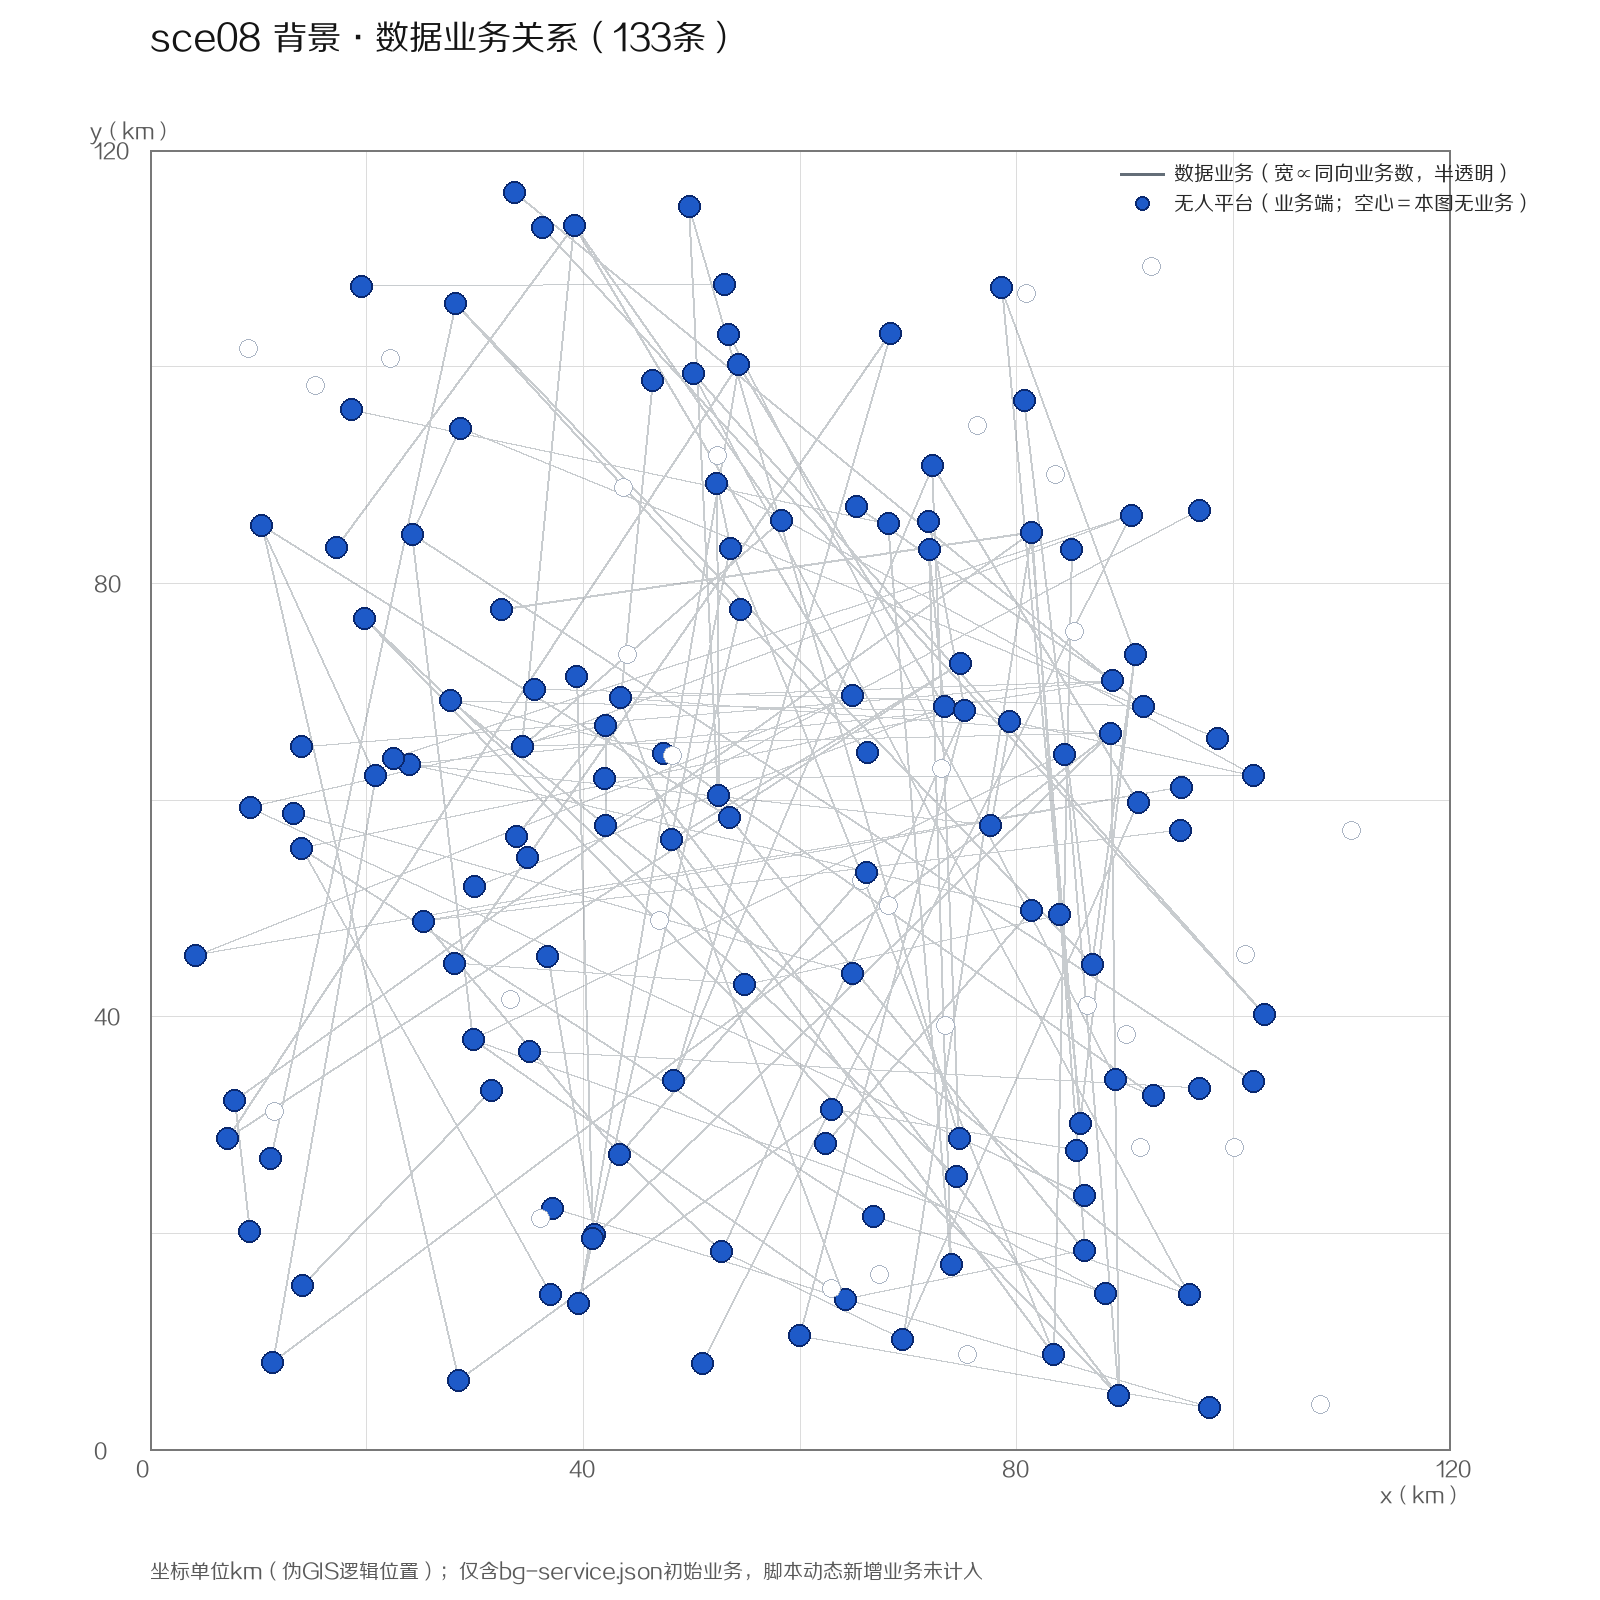 sce08 背景 · 数据业务关系（133条）
y（km）
120
数据业务（宽∝同向业务数，半透明）
无人平台（业务端；空心＝本图无业务）
80
40
0
0
40
80
120
x（km）
坐标单位km（伪GIS逻辑位置）；仅含bg-service.json初始业务，脚本动态新增业务未计入